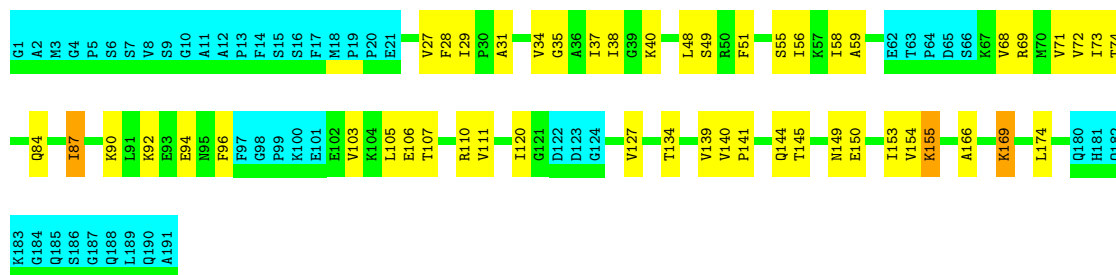 G1 A2 M3 G4 P5 S6 S7 V8 S9 G10 A11 A12 P13 F14 S15 S16 F17 M18 P19 P20 E21 V27 F28 I29 P30 A31 V34 G35 A36 I37 I38 G39 K40 L48 S49 R50 F51 S55 I56 K57 I58 A59 E62 T63 P64 D65 S66 K67 V68 R69 M70 V71 V72 I73 T74
Q84 I87 K90 L91 K92 E93 E94 N95 F96 F97 G98 P99 K100 E101 E102 V103 K104 L105 E106 T107 R110 V111 I120 G121 D122 D123 G124 V127 T134 V139 V140 P141 Q144 T145 N149 E150 I153 V154 K155 A166 K169 L174 Q180 H181
K183 G184 Q185 S186 G187 Q188 L189 Q190 A191